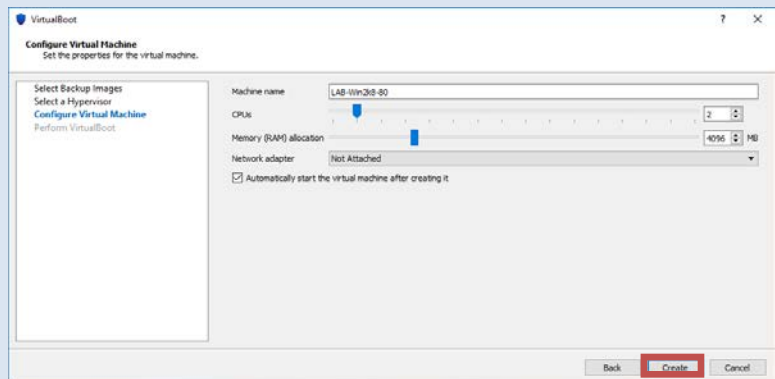 VirtualBoot ? ×
Configure Virtual Machine
Set the properties for the virtual machine.
Select Backup Images
Select a Hypervisor
Configure Virtual Machine
Perform VirtualBoot
Machine name LAB-Win2k8-80
CPUs 2
Memory (RAM) allocation 4096 MB
Network adapter Not Attached
Automatically start the virtual machine after creating it
Back Create Cancel